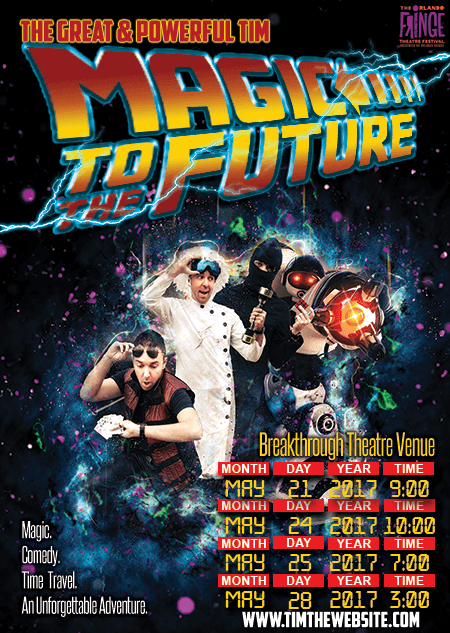 THE GREAT & POWERFUL TIM
THE ORLANDO
FRINGE
THEATRE FESTIVAL
MAGIC
TO
THE FUTURE
Breakthrough Theatre Venue
MONTH DAY YEAR TIME
MAY 21 2017 9:00
MONTH DAY YEAR TIME
MAY 24 2017 10:00
MONTH DAY YEAR TIME
MAY 25 2017 7:00
MONTH DAY YEAR TIME
MAY 28 2017 3:00
Magic.
Comedy.
Time Travel.
An Unforgettable Adventure.
WWW.TIMTHEWEBSITE.COM